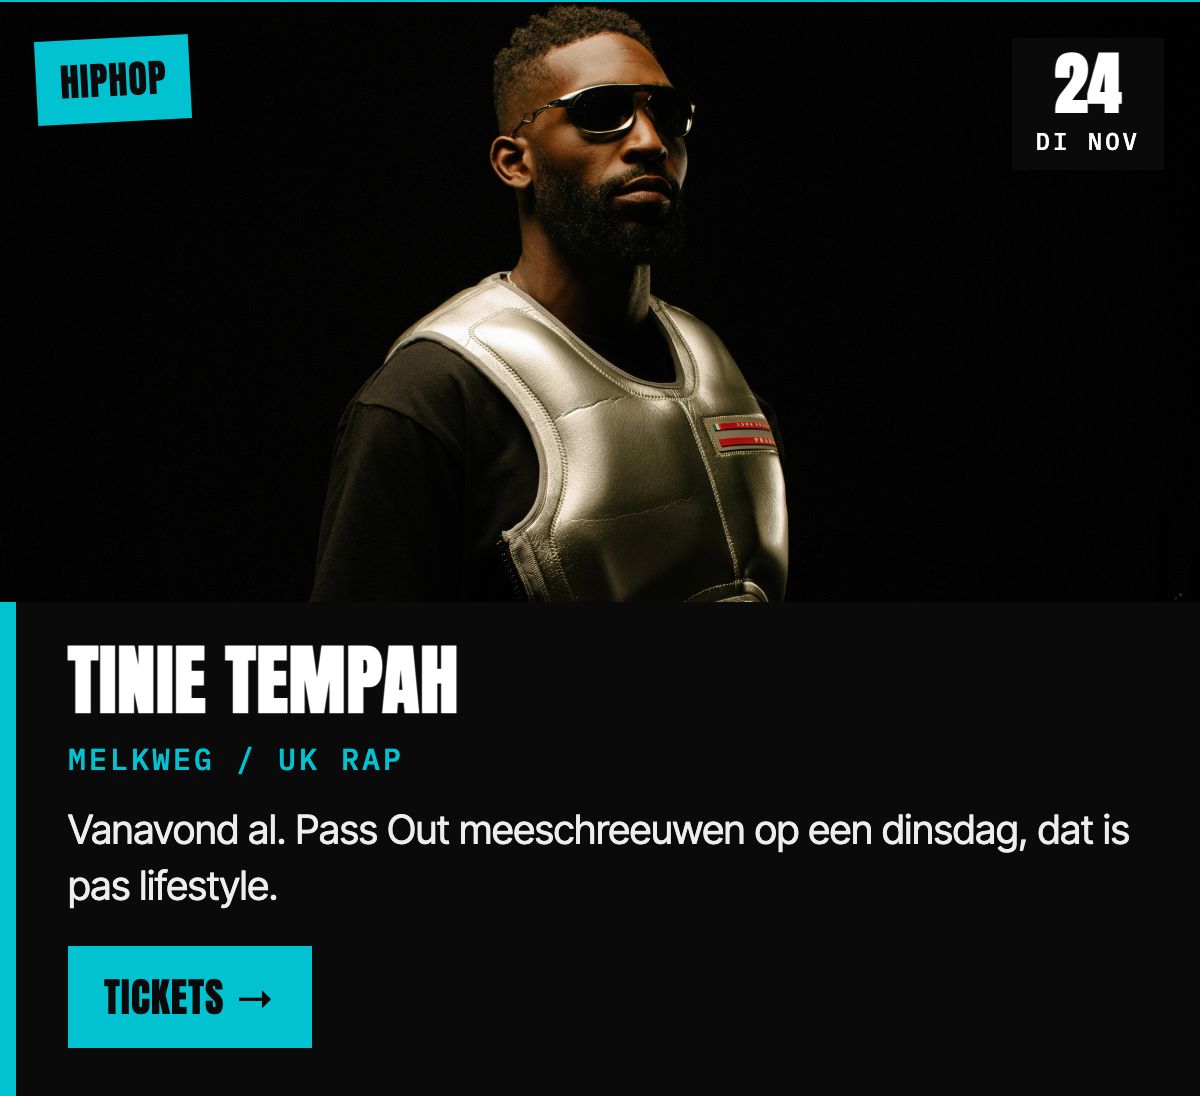 HIPHOP
24
DI NOV
TINIE TEMPAH
MELKWEG / UK RAP
Vanavond al. Pass Out meeschreeuwen op een dinsdag, dat is
pas lifestyle.
TICKETS →